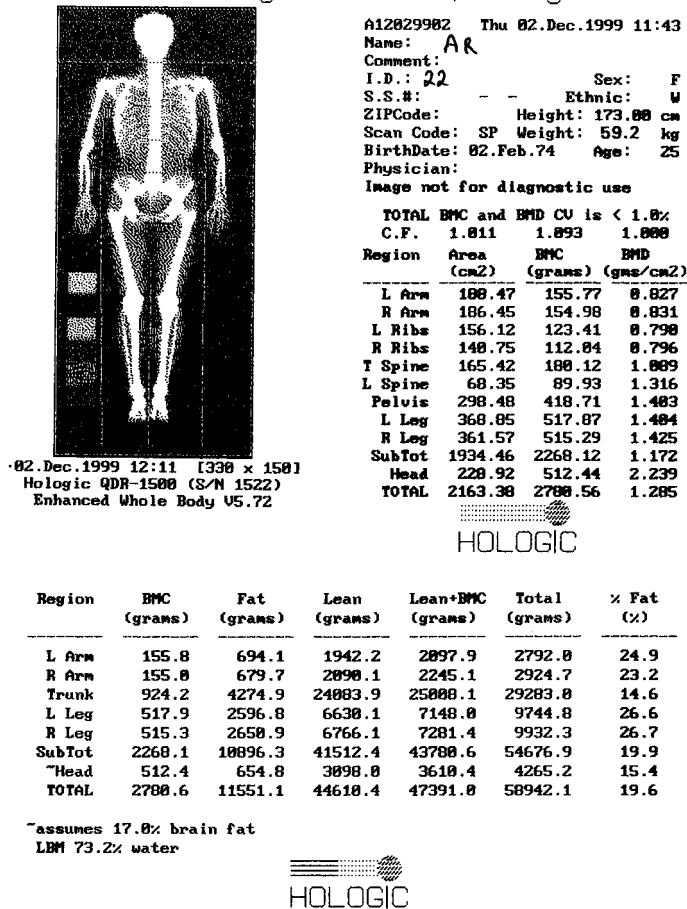 A12029902 Thu 02.Dec.1999 11:43
Name: AR
Comment:
I.D.: 22 Sex: F
S.S.#: - - Ethnic: W
ZIPCode: Height: 173.00 cm
Scan Code: SP Weight: 59.2 kg
BirthDate: 02.Feb.74 Age: 25
Physician:
Image not for diagnostic use
TOTAL BMC and BMD CV is < 1.0%
C.F. 1.011 1.093 1.000
Region Area BMC BMD
(cm2) (grams) (gms/cm2)
L Arm 188.47 155.77 0.827
R Arm 186.45 154.98 0.831
L Ribs 156.12 123.41 0.790
R Ribs 140.75 112.04 0.796
T Spine 165.42 180.12 1.089
L Spine 68.35 89.93 1.316
Pelvis 298.48 418.71 1.403
L Leg 368.85 517.87 1.404
R Leg 361.57 515.29 1.425
SubTot 1934.46 2268.12 1.172
Head 228.92 512.44 2.239
TOTAL 2163.38 2780.56 1.285
HOLOGIC
·02.Dec.1999 12:11 [330 x 150]
Hologic QDR-1500 (S/N 1522)
Enhanced Whole Body V5.72
Region BMC Fat Lean Lean+BMC Total % Fat
(grams) (grams) (grams) (grams) (grams) (%)
L Arm 155.8 694.1 1942.2 2097.9 2792.0 24.9
R Arm 155.0 679.7 2090.1 2245.1 2924.7 23.2
Trunk 924.2 4274.9 24083.9 25008.1 29283.0 14.6
L Leg 517.9 2596.8 6630.1 7148.0 9744.8 26.6
R Leg 515.3 2650.9 6766.1 7281.4 9932.3 26.7
SubTot 2268.1 10896.3 41512.4 43780.6 54676.9 19.9
~Head 512.4 654.8 3098.0 3610.4 4265.2 15.4
TOTAL 2780.6 11551.1 44610.4 47391.0 58942.1 19.6
~assumes 17.0% brain fat
LBM 73.2% water
HOLOGIC